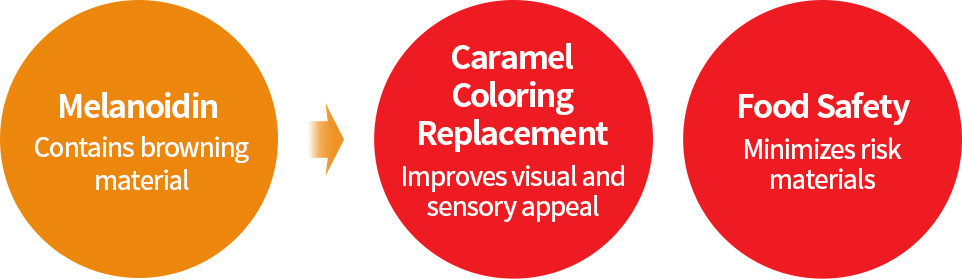 Melanoidin
Contains browning
material
Caramel
Coloring
Replacement
Improves visual and
sensory appeal
Food Safety
Minimizes risk
materials